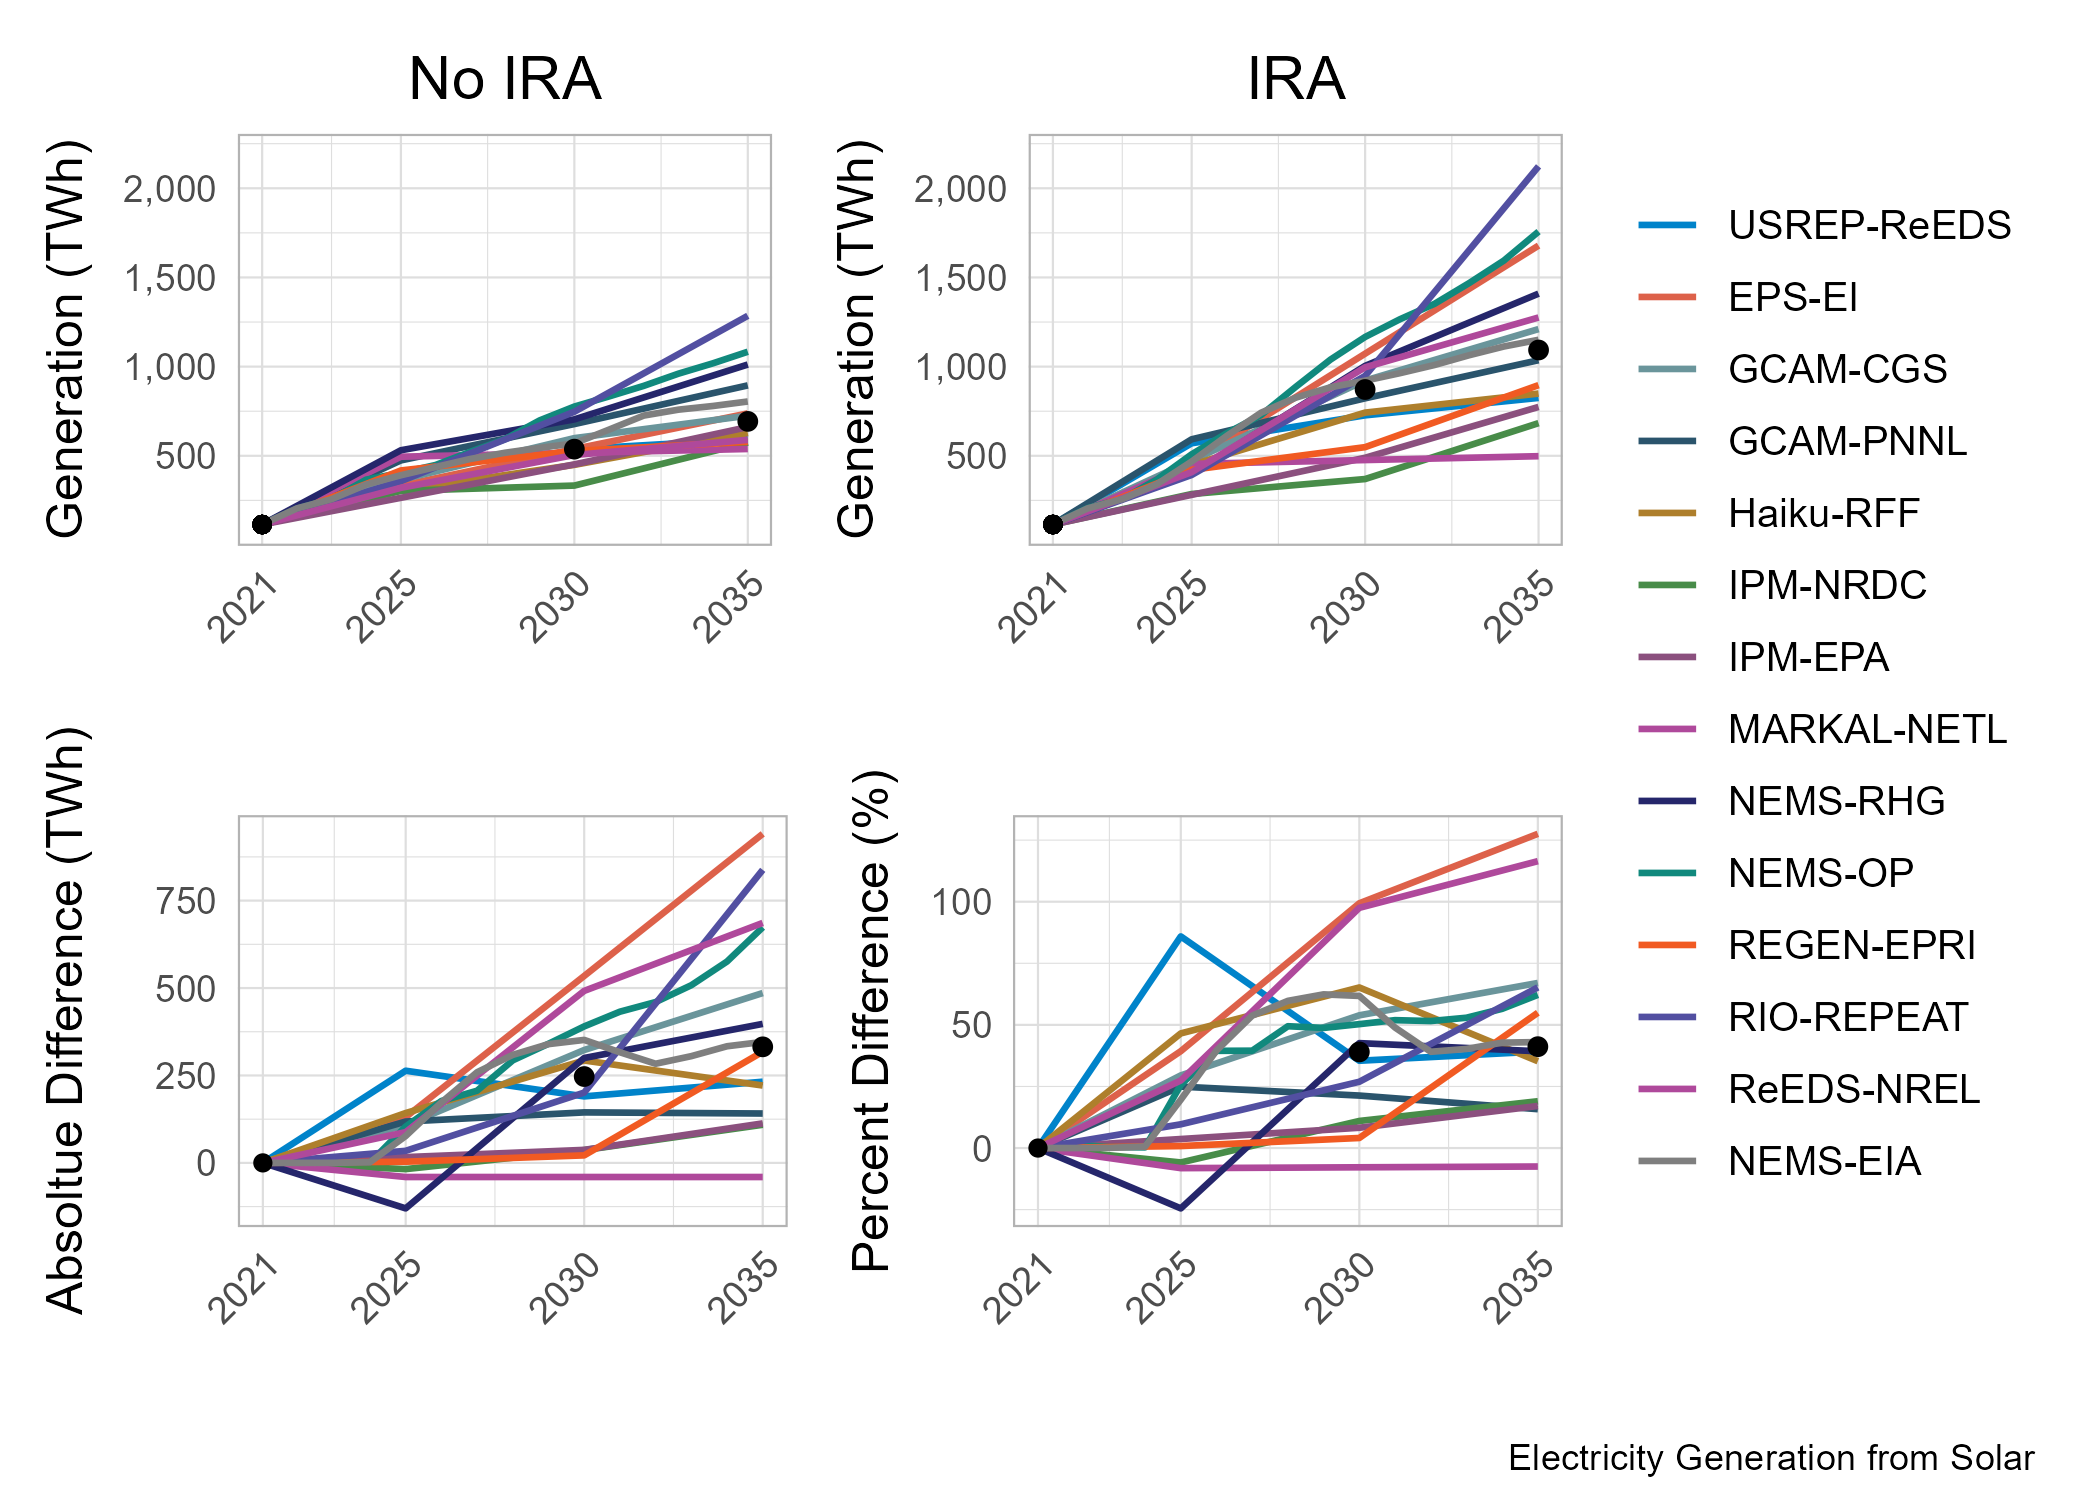 No IRA
IRA
Generation (TWh)
2,000
1,500
1,000
500
2021
2025
2030
2035
Generation (TWh)
2,000
1,500
1,000
500
2021
2025
2030
2035
Absoltue Difference (TWh)
750
500
250
0
2021
2025
2030
2035
Percent Difference (%)
100
50
0
2021
2025
2030
2035
USREP-ReEDS
EPS-EI
GCAM-CGS
GCAM-PNNL
Haiku-RFF
IPM-NRDC
IPM-EPA
MARKAL-NETL
NEMS-RHG
NEMS-OP
REGEN-EPRI
RIO-REPEAT
ReEDS-NREL
NEMS-EIA
Electricity Generation from Solar